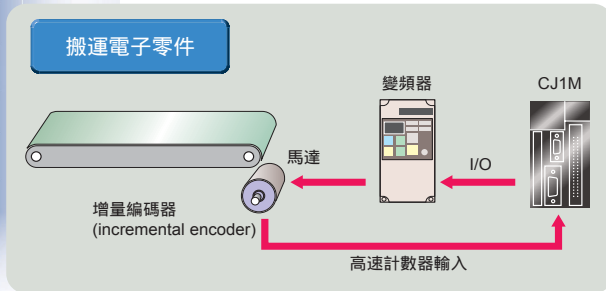 搬運電子零件
變頻器
CJ1M
馬達
I/O
增量編碼器
(incremental encoder)
高速計數器輸入